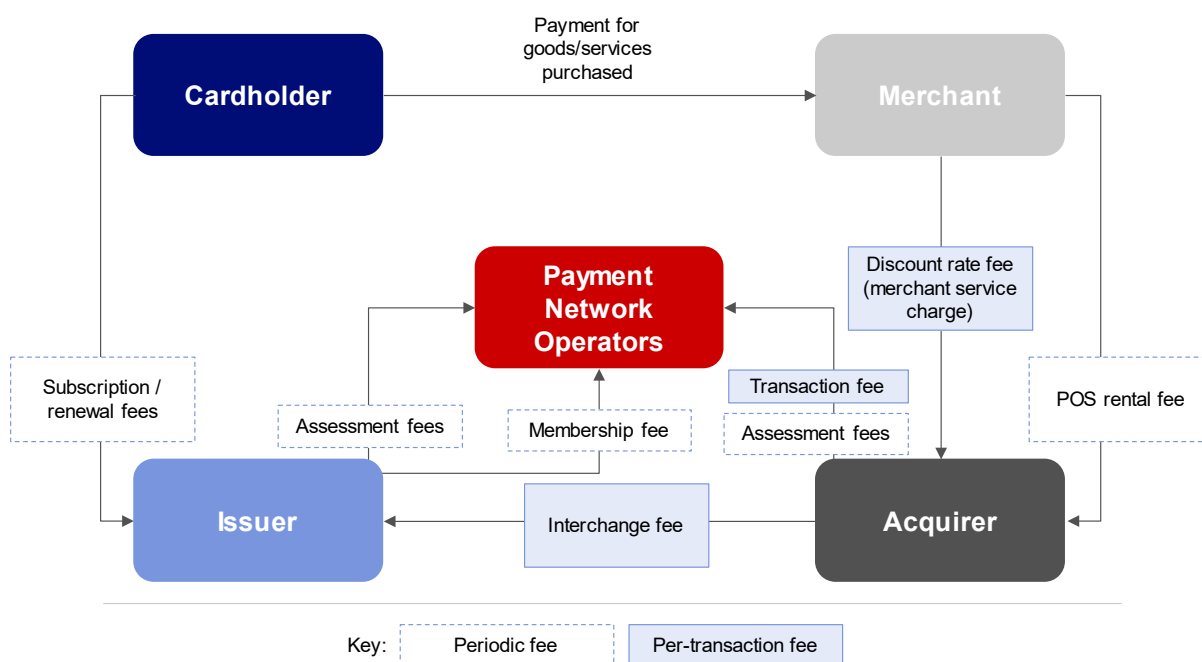 Payment for
goods/services
purchased
Cardholder
Merchant
Payment
Network
Operators
Discount rate fee
(merchant service
charge)
Subscription /
renewal fees
Assessment fees
Membership fee
Transaction fee
Assessment fees
POS rental fee
Issuer
Interchange fee
Acquirer
Key:
Periodic fee
Per-transaction fee